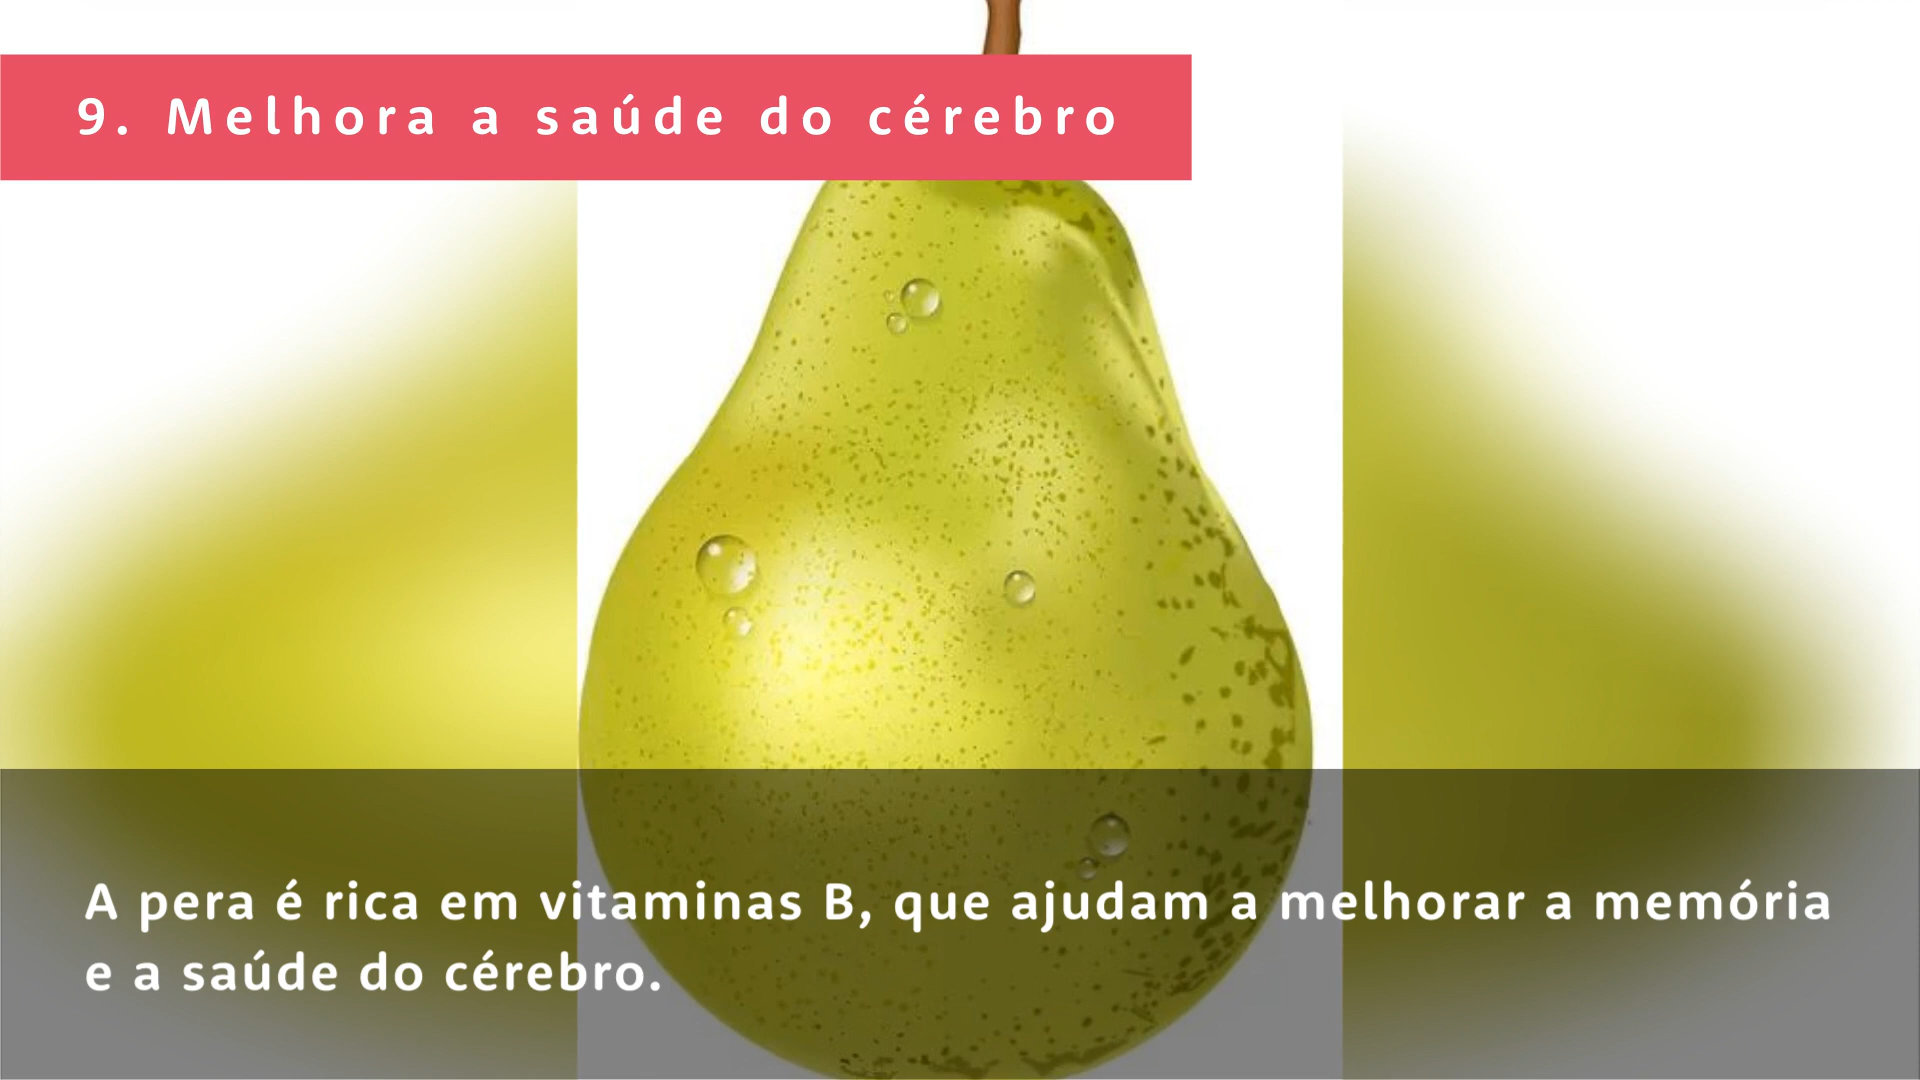 9. Melhora a saúde do cérebro
A pera é rica em vitaminas B, que ajudam a melhorar a memória
e a saúde do cérebro.